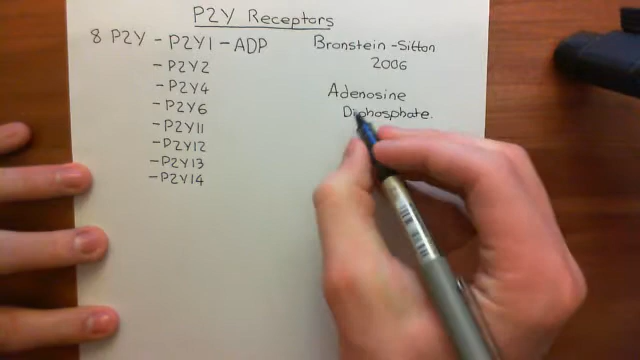 P2Y Receptors
8 P2Y - P2Y1 - ADP
- P2Y2
- P2Y4
- P2Y6
- P2Y11
- P2Y12
- P2Y13
- P2Y14
Bronstein-Sitton
2006
Adenosine
Diphosphate.